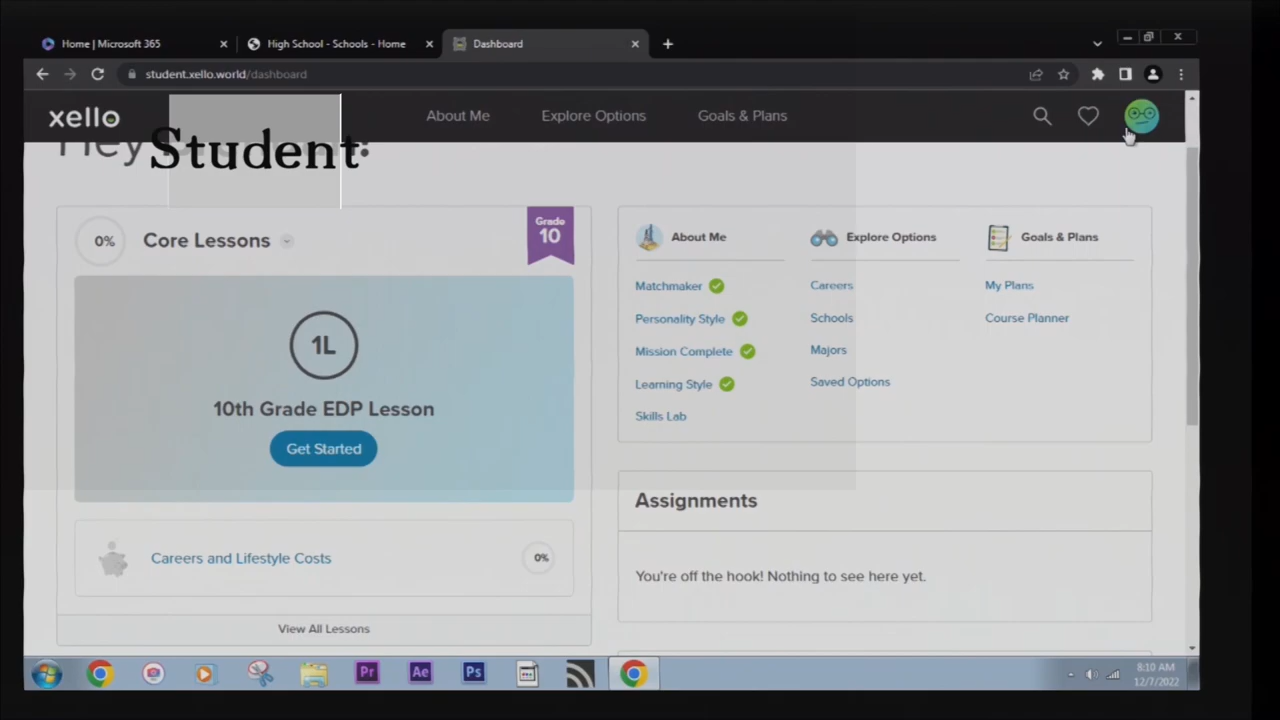 Home | Microsoft 365
High School - Schools - Home
Dashboard
student.xello.world/dashboard
xello
About Me
Explore Options
Goals & Plans
Hey
Student
!
0%
Core Lessons
Grade
10
1L
10th Grade EDP Lesson
Get Started
Careers and Lifestyle Costs
0%
View All Lessons
About Me
Matchmaker
Personality Style
Mission Complete
Learning Style
Skills Lab
Explore Options
Careers
Schools
Majors
Saved Options
Goals & Plans
My Plans
Course Planner
Assignments
You're off the hook! Nothing to see here yet.
Pr
Ae
Ps
8:10 AM
12/7/2022